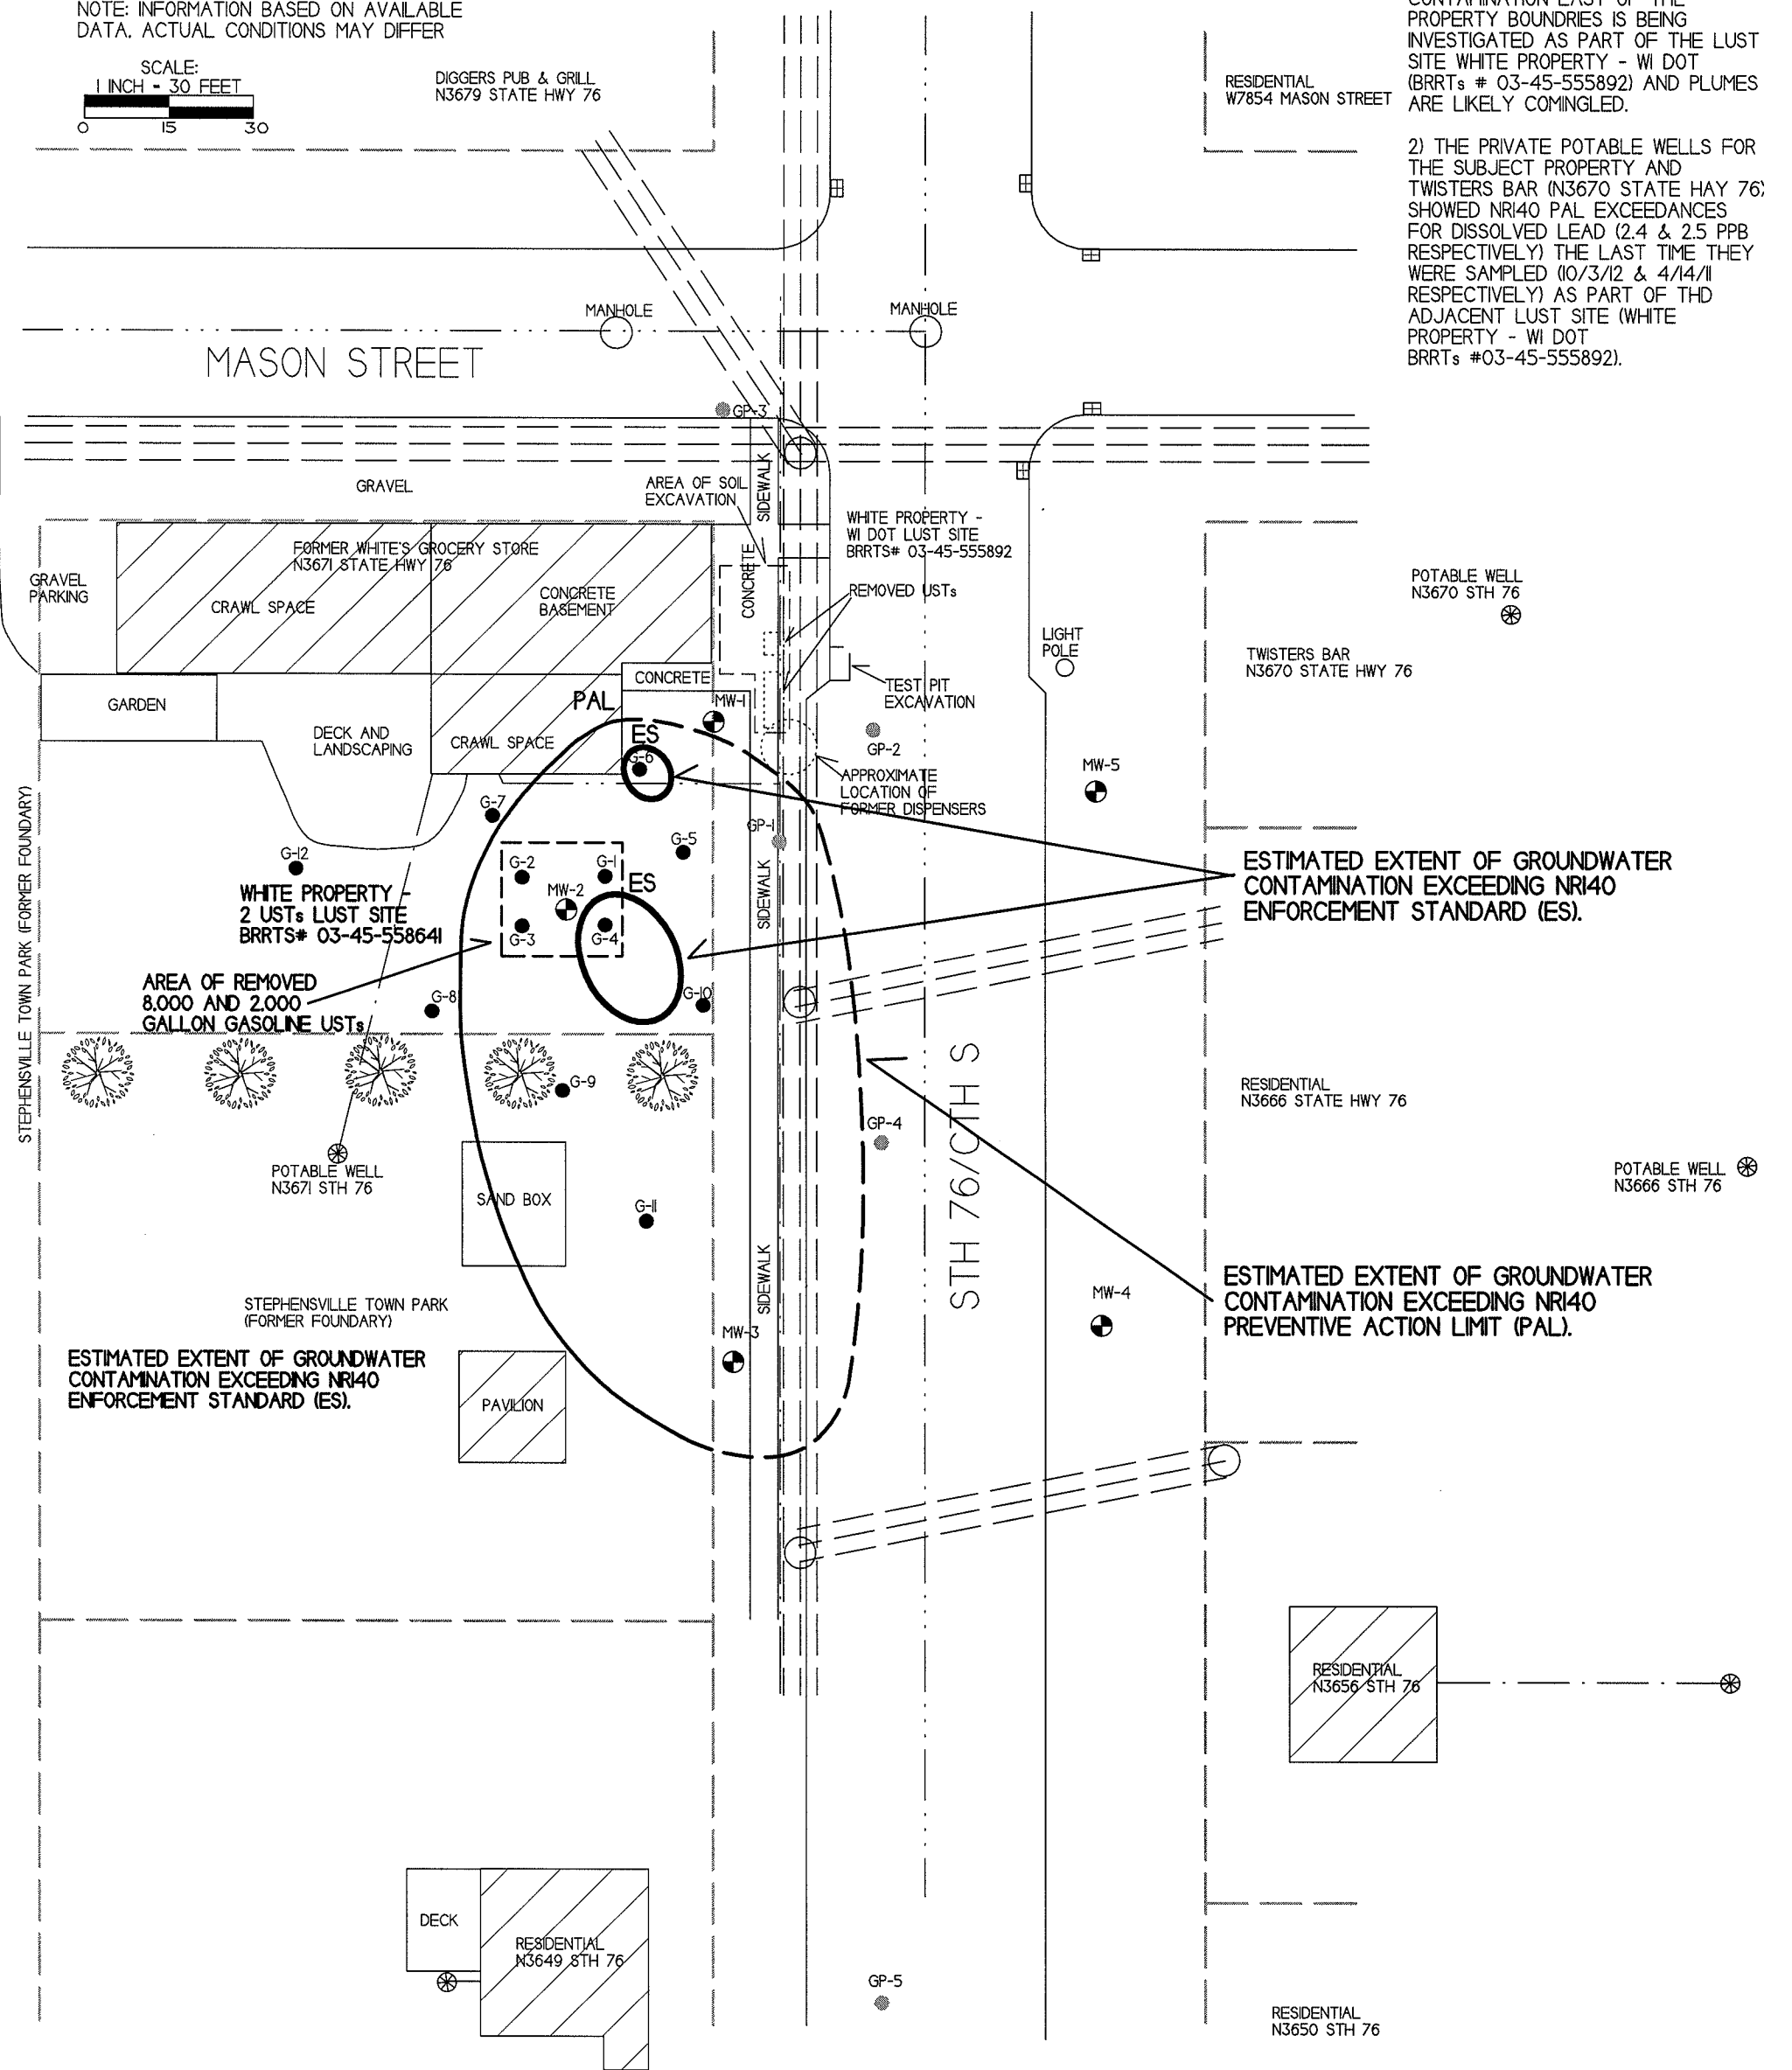 NOTE: INFORMATION BASED ON AVAILABLE
DATA. ACTUAL CONDITIONS MAY DIFFER
SCALE:
1 INCH = 30 FEET
0 15 30
DIGGERS PUB & GRILL
N3679 STATE HWY 76
RESIDENTIAL
W7854 MASON STREET
CONTAMINATION EAST OF THE
PROPERTY BOUNDRIES IS BEING
INVESTIGATED AS PART OF THE LUST
SITE WHITE PROPERTY - WI DOT
(BRRTs # 03-45-555892) AND PLUMES
ARE LIKELY COMINGLED.
2) THE PRIVATE POTABLE WELLS FOR
THE SUBJECT PROPERTY AND
TWISTERS BAR (N3670 STATE HAY 76)
SHOWED NR140 PAL EXCEEDANCES
FOR DISSOLVED LEAD (2.4 & 2.5 PPB
RESPECTIVELY) THE LAST TIME THEY
WERE SAMPLED (10/3/12 & 4/14/11
RESPECTIVELY) AS PART OF THD
ADJACENT LUST SITE (WHITE
PROPERTY - WI DOT
BRRTs #03-45-555892).
MANHOLE
MANHOLE
MASON STREET
GP-3
SIDEWALK
GRAVEL
AREA OF SOIL
EXCAVATION
WHITE PROPERTY -
WI DOT LUST SITE
BRRTS# 03-45-555892
FORMER WHITE'S GROCERY STORE
N3671 STATE HWY 76
GRAVEL
PARKING
CRAWL SPACE
CONCRETE
BASEMENT
CONCRETE
REMOVED USTs
POTABLE WELL
N3670 STH 76
LIGHT
POLE
TWISTERS BAR
N3670 STATE HWY 76
CONCRETE
TEST PIT
EXCAVATION
GARDEN
PAL
MW-1
DECK AND
LANDSCAPING
CRAWL SPACE
ES
G-6
GP-2
MW-5
APPROXIMATE
LOCATION OF
FORMER DISPENSERS
G-7
GP-1
G-5
G-12
G-2
G-1
ES
MW-2
G-3
G-4
WHITE PROPERTY -
2 USTs LUST SITE
BRRTS# 03-45-558641
SIDEWALK
ESTIMATED EXTENT OF GROUNDWATER
CONTAMINATION EXCEEDING NR140
ENFORCEMENT STANDARD (ES).
STEPHENSVILLE TOWN PARK (FORMER FOUNDARY)
AREA OF REMOVED
8,000 AND 2,000
GALLON GASOLINE USTs
G-8
G-10
G-9
STH 76/CTH S
RESIDENTIAL
N3666 STATE HWY 76
GP-4
POTABLE WELL
N3671 STH 76
POTABLE WELL
N3666 STH 76
SAND BOX
G-11
SIDEWALK
STEPHENSVILLE TOWN PARK
(FORMER FOUNDARY)
MW-3
MW-4
ESTIMATED EXTENT OF GROUNDWATER
CONTAMINATION EXCEEDING NR140
PREVENTIVE ACTION LIMIT (PAL).
ESTIMATED EXTENT OF GROUNDWATER
CONTAMINATION EXCEEDING NR140
ENFORCEMENT STANDARD (ES).
PAVILION
RESIDENTIAL
N3656 STH 76
DECK
RESIDENTIAL
N3649 STH 76
GP-5
RESIDENTIAL
N3650 STH 76